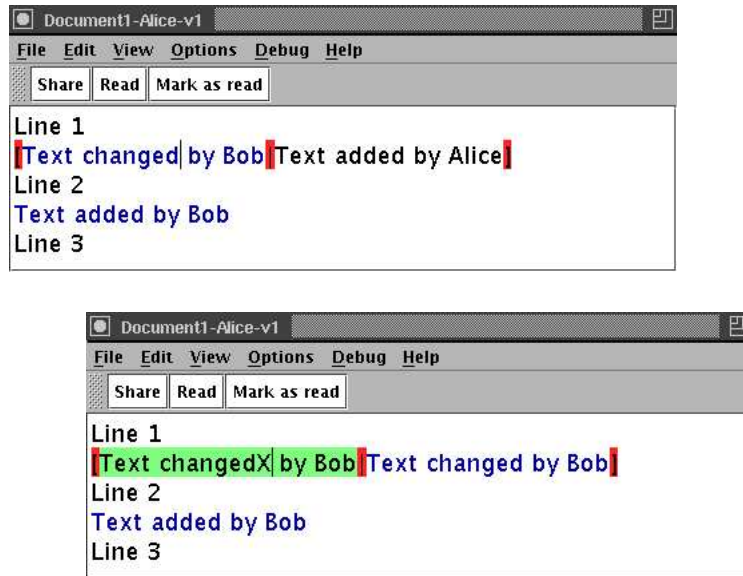 Document1-Alice-v1
File Edit View Options Debug Help
Share Read Mark as read
Line 1
[Text changed by Bob|Text added by Alice]
Line 2
Text added by Bob
Line 3
Document1-Alice-v1
File Edit View Options Debug Help
Share Read Mark as read
Line 1
[Text changedX by Bob|Text changed by Bob]
Line 2
Text added by Bob
Line 3